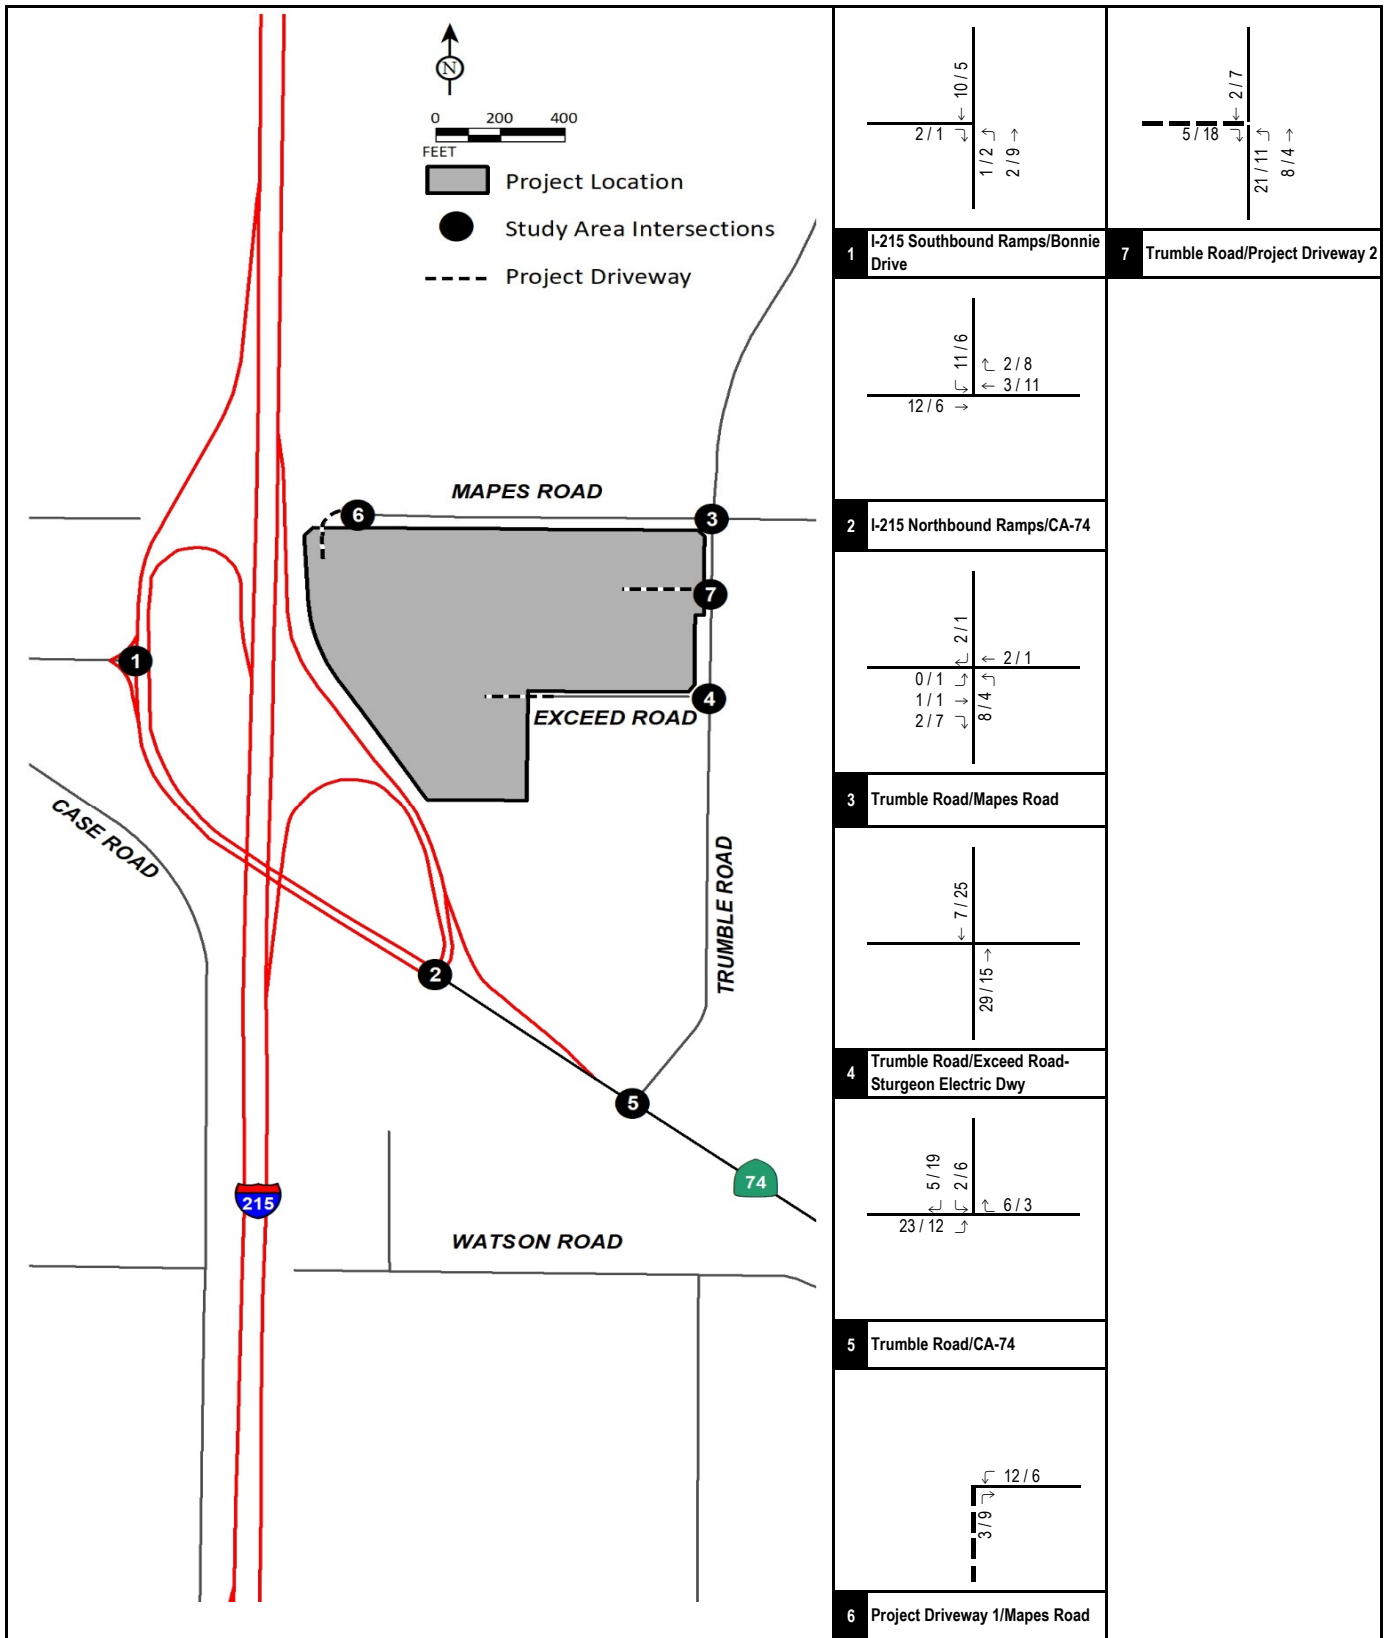 N
0 200 400
FEET
Project Location
Study Area Intersections
Project Driveway
MAPES ROAD
6
3
7
1
4
EXCEED ROAD
CASE ROAD
TRUMBLE ROAD
2
5
74
215
WATSON ROAD
10 / 5
2 / 1
1 / 2
2 / 9
1 I-215 Southbound Ramps/Bonnie
Drive
2 / 7
5 / 18
21 / 11
8 / 4
7 Trumble Road/Project Driveway 2
11 / 6
2 / 8
3 / 11
12 / 6
2 I-215 Northbound Ramps/CA-74
2 / 1
2 / 1
0 / 1
1 / 1
2 / 7
8 / 4
3 Trumble Road/Mapes Road
7 / 25
29 / 15
4 Trumble Road/Exceed Road-
Sturgeon Electric Dwy
5 / 19
2 / 6
6 / 3
23 / 12
5 Trumble Road/CA-74
12 / 6
3 / 9
6 Project Driveway 1/Mapes Road